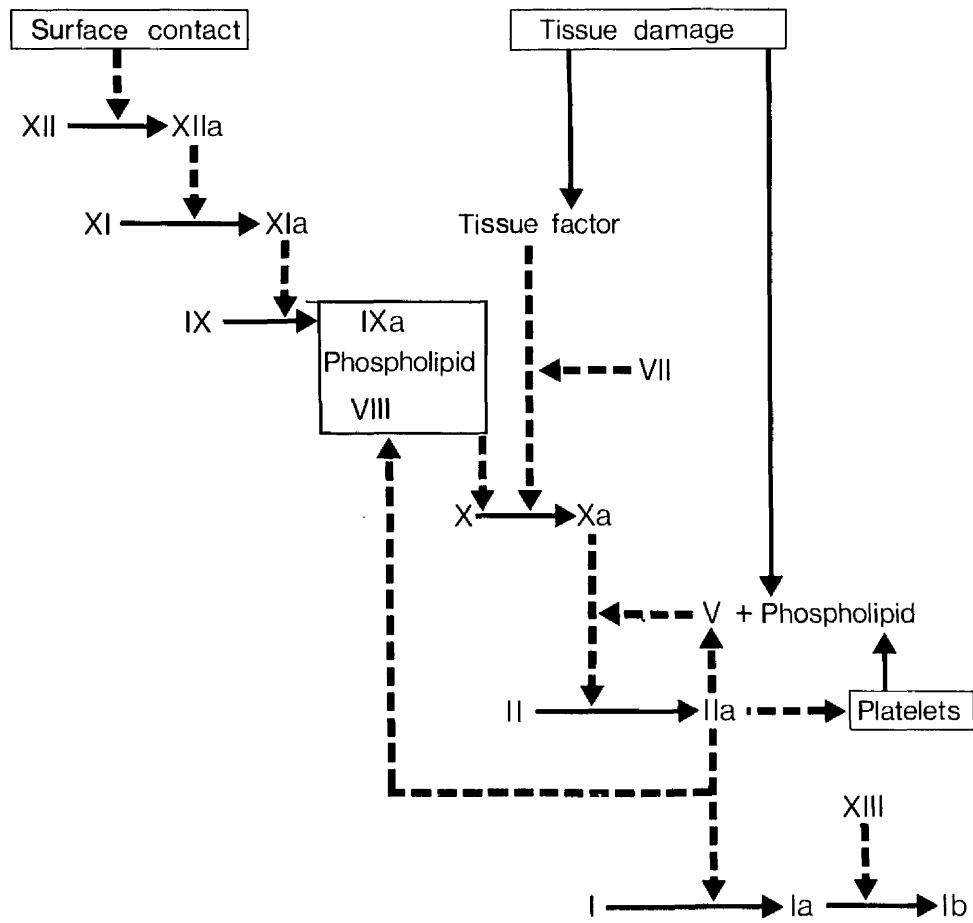 Surface contact Tissue damage
XII XIIa
XI XIa Tissue factor
IX IXa
Phospholipid VII
VIII
X Xa
V + Phospholipid
II IIa Platelets
XIII
I Ia Ib